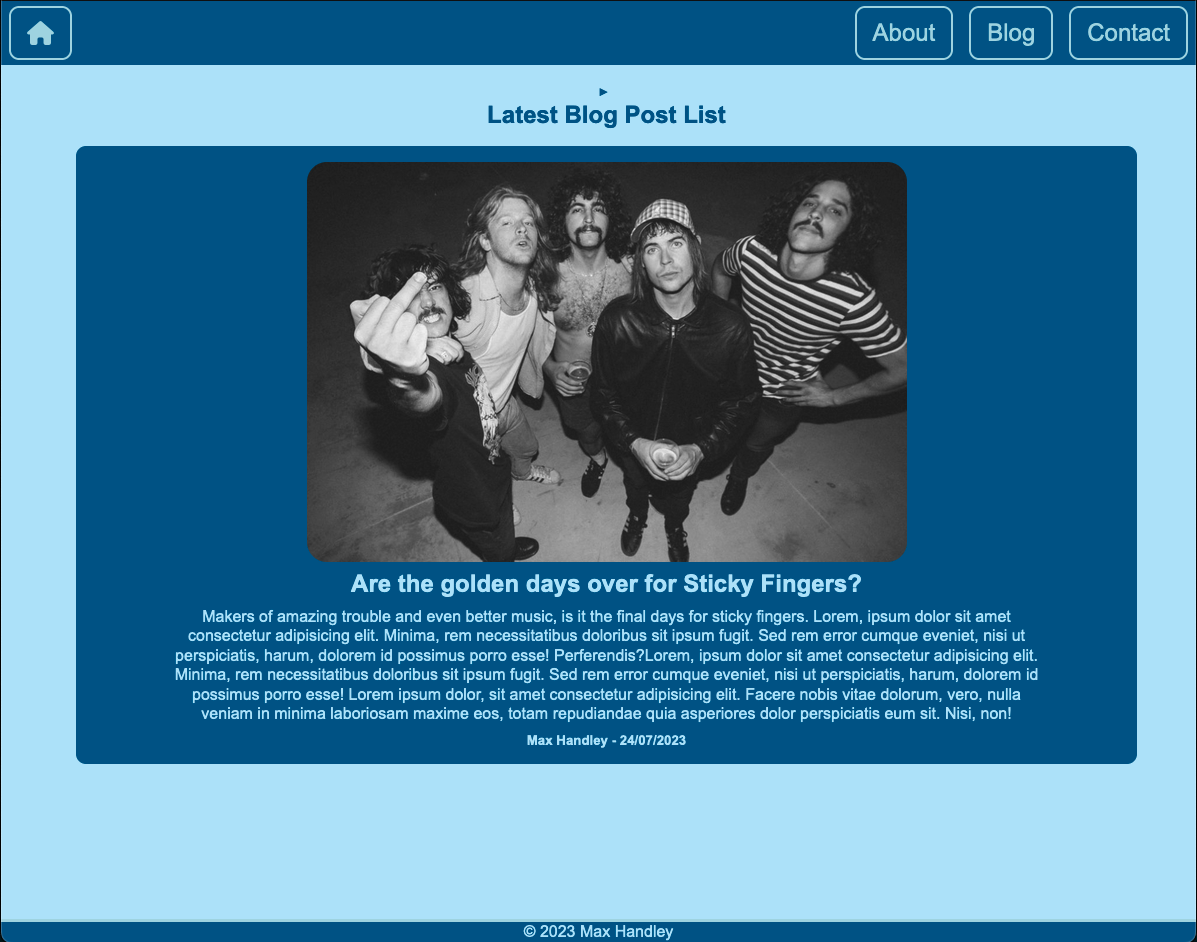 About Blog Contact
Latest Blog Post List
Are the golden days over for Sticky Fingers?
Makers of amazing trouble and even better music, is it the final days for sticky fingers. Lorem, ipsum dolor sit amet
consectetur adipisicing elit. Minima, rem necessitatibus doloribus sit ipsum fugit. Sed rem error cumque eveniet, nisi ut
perspiciatis, harum, dolorem id possimus porro esse! Perferendis?Lorem, ipsum dolor sit amet consectetur adipisicing elit.
Minima, rem necessitatibus doloribus sit ipsum fugit. Sed rem error cumque eveniet, nisi ut perspiciatis, harum, dolorem id
possimus porro esse! Lorem ipsum dolor, sit amet consectetur adipisicing elit. Facere nobis vitae dolorum, vero, nulla
veniam in minima laboriosam maxime eos, totam repudiandae quia asperiores dolor perspiciatis eum sit. Nisi, non!
Max Handley - 24/07/2023
© 2023 Max Handley